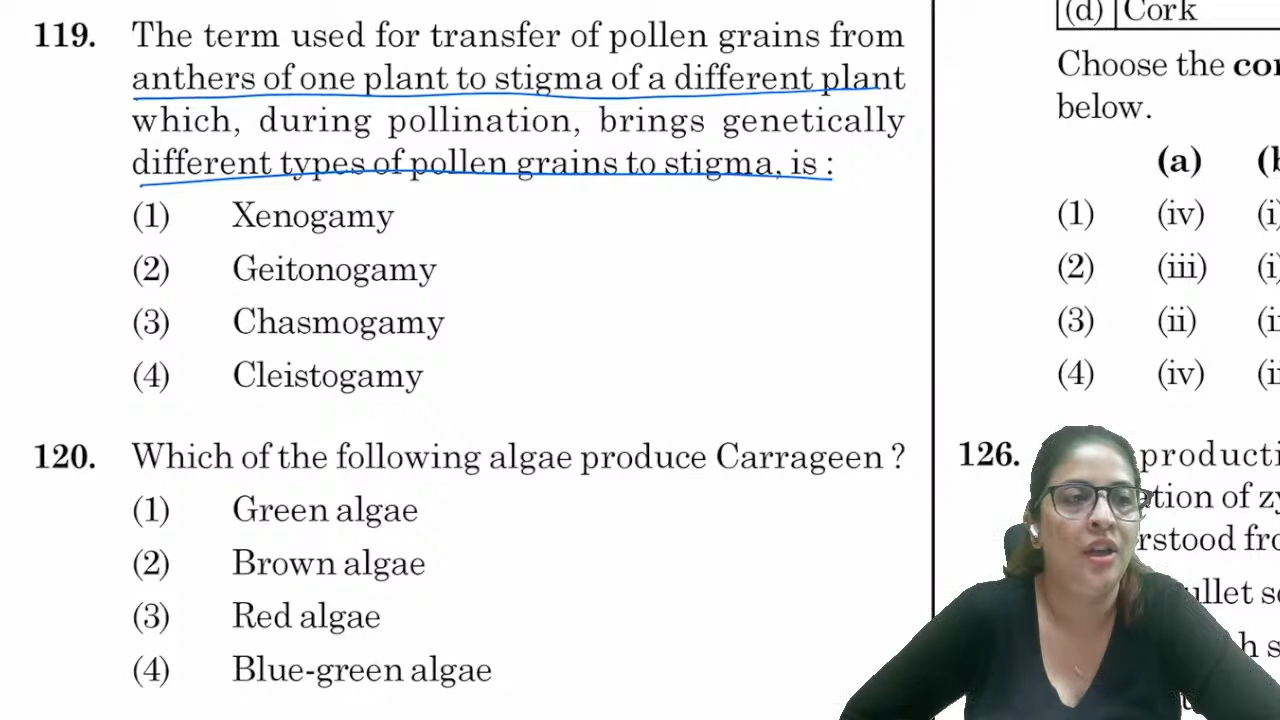 119. The term used for transfer of pollen grains from
anthers of one plant to stigma of a different plant
which, during pollination, brings genetically
different types of pollen grains to stigma, is :
(1) Xenogamy
(2) Geitonogamy
(3) Chasmogamy
(4) Cleistogamy
120. Which of the following algae produce Carrageen ?
(1) Green algae
(2) Brown algae
(3) Red algae
(4) Blue-green algae
(d) Cork
Choose the
below.
(a)
(1) (iv)
(2) (iii)
(3) (ii)
(4) (iv)
126.
of